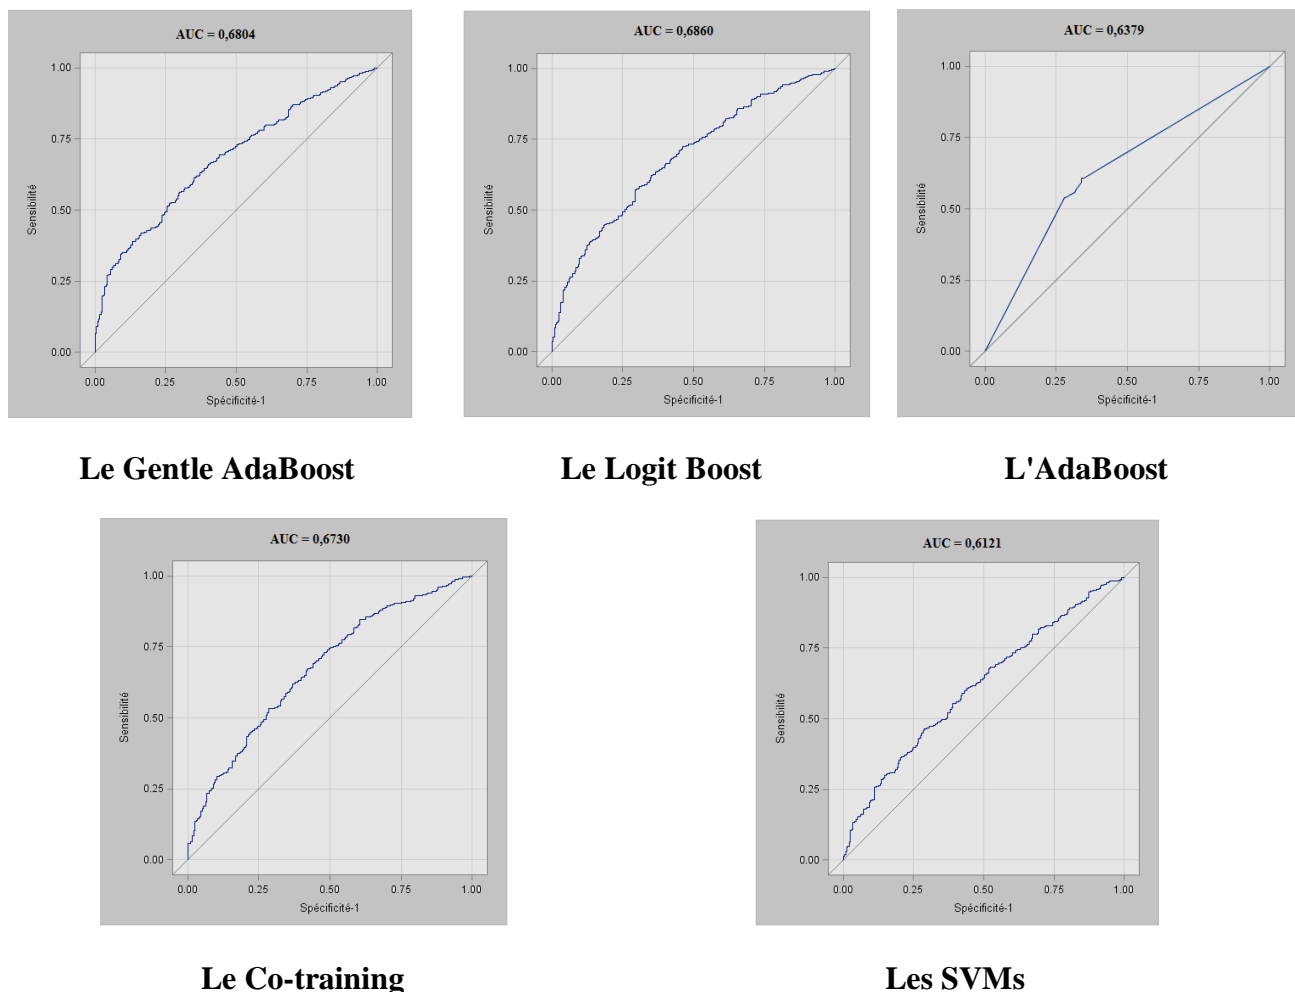 AUC = 0,6804
1.00
0.75
0.50
0.25
0.00
Sensibilité
0.00 0.25 0.50 0.75 1.00
Spécificité-1
Le Gentle AdaBoost
AUC = 0,6860
1.00
0.75
0.50
0.25
0.00
Sensibilité
0.00 0.25 0.50 0.75 1.00
Spécificité-1
Le Logit Boost
AUC = 0,6379
1.00
0.75
0.50
0.25
0.00
Sensibilité
0.00 0.25 0.50 0.75 1.00
Spécificité-1
L'AdaBoost
AUC = 0,6730
1.00
0.75
0.50
0.25
0.00
Sensibilité
0.00 0.25 0.50 0.75 1.00
Spécificité-1
Le Co-training
AUC = 0,6121
1.00
0.75
0.50
0.25
0.00
Sensibilité
0.00 0.25 0.50 0.75 1.00
Spécificité-1
Les SVMs